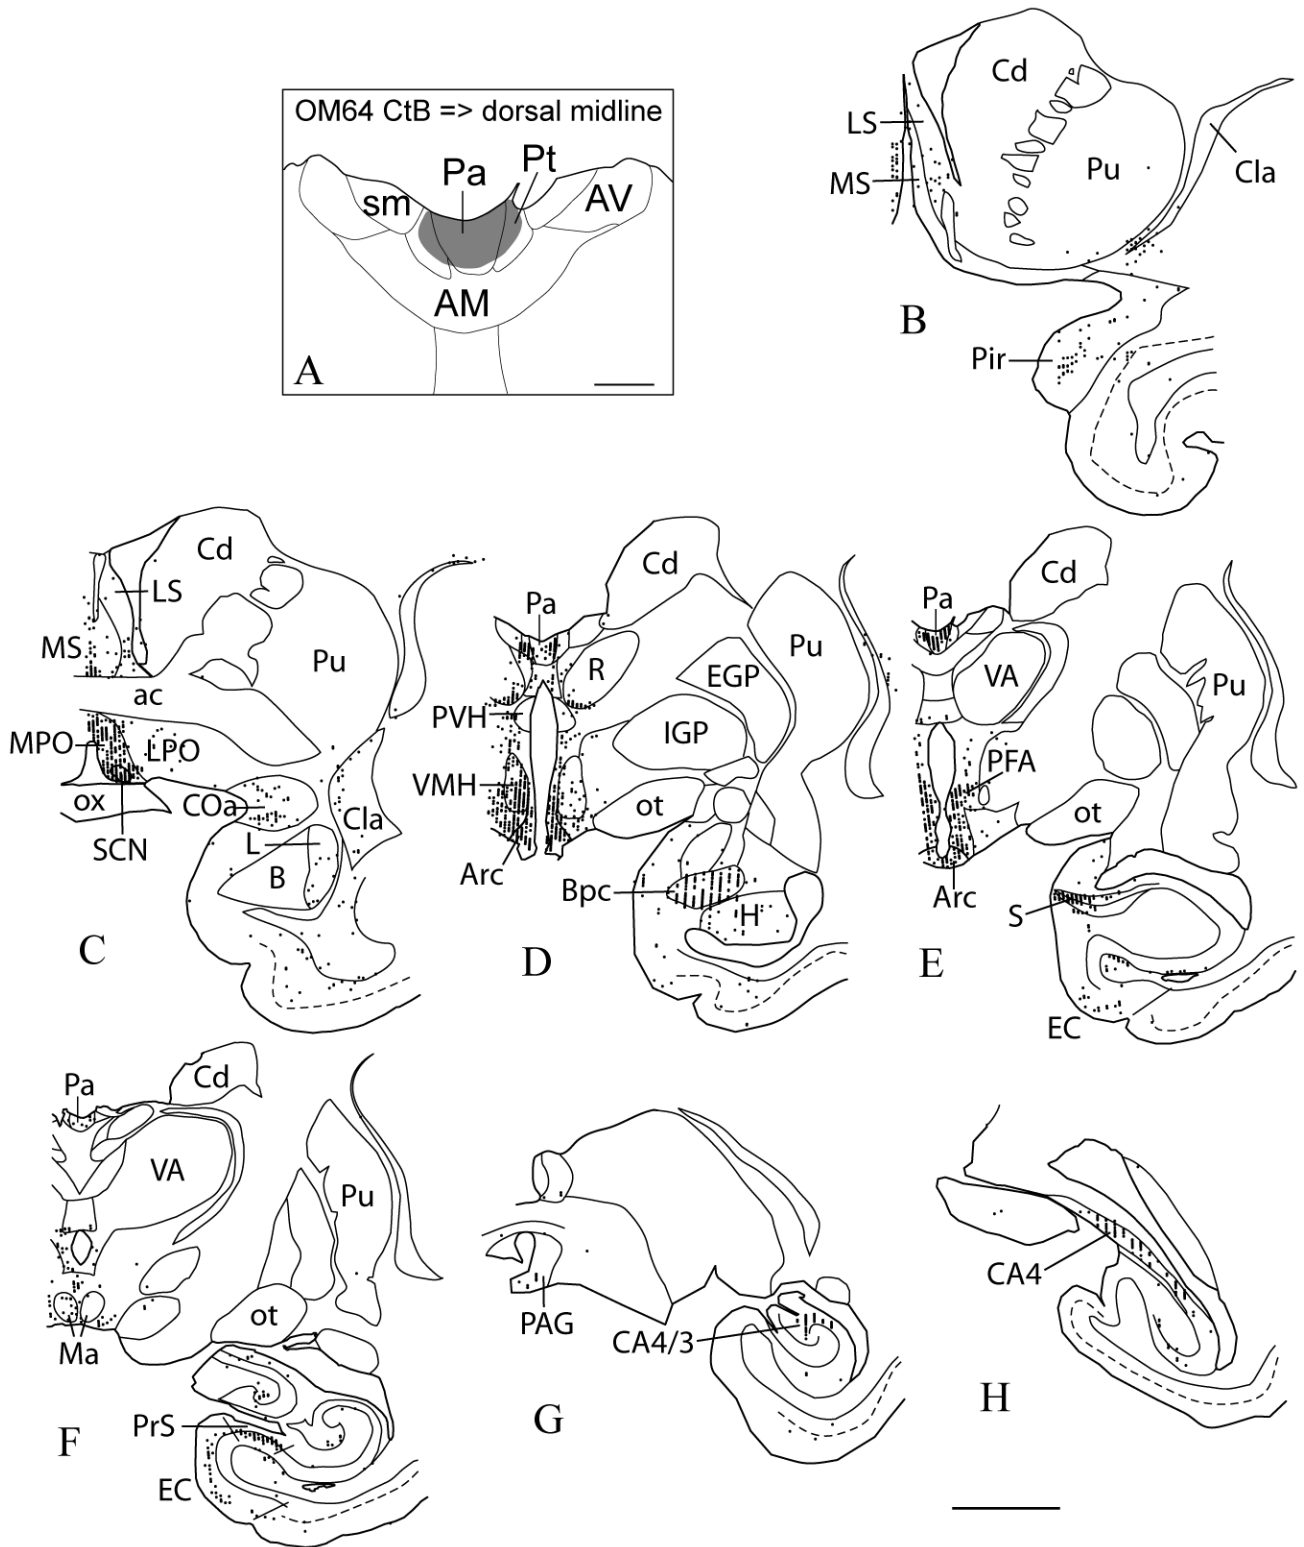 OM64 CtB => dorsal midline
Pa
Pt
sm
AV
AM
A
Cd
LS
MS
Pu
Cla
B
Pir
Cd
LS
MS
Pu
ac
MPO
LPO
ox
COa
SCN
L
Cla
B
C
Cd
Pa
R
EGP
Pu
PVH
IGP
VMH
ot
Arc
Bpc
H
D
Cd
Pa
VA
Pu
PFA
ot
Arc
S
E
EC
Cd
Pa
VA
Pu
ot
Ma
PrS
F
EC
PAG
CA4/3
G
CA4
H